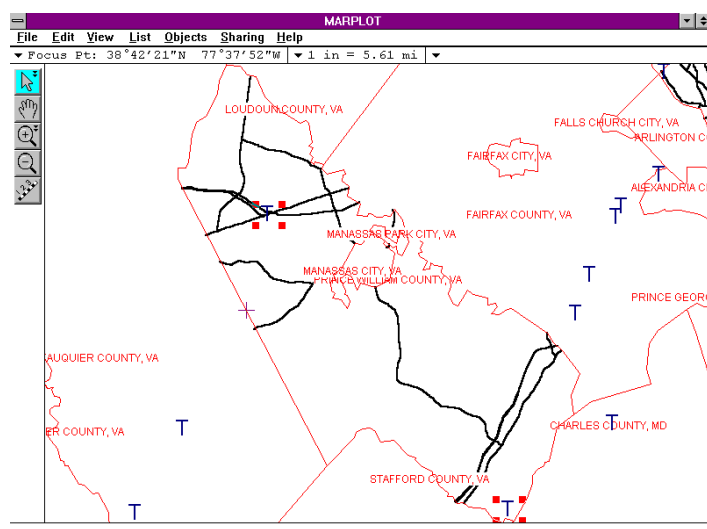 MARPLOT
File Edit View List Objects Sharing Help
Focus Pt: 38°42'21"N 77°37'52"W 1 in = 5.61 mi
LOUDOUN COUNTY, VA
FALLS CHURCH CITY, VA
ARLINGTON C
FAIRFAX CITY, VA
ALEXANDRIA C
FAIRFAX COUNTY, VA
MANASSAS PARK CITY, VA
MANASSAS CITY, VA
PRINCE WILLIAM COUNTY, VA
PRINCE GEOR
AUQUIER COUNTY, VA
ER COUNTY, VA
CHARLES COUNTY, MD
STAFFORD COUNTY, VA
T
T
T
T
T
T
T
T
T
T
T